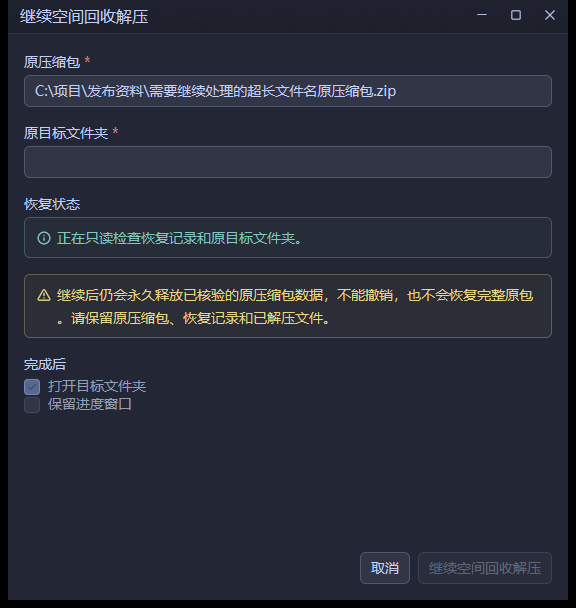 继续空间回收解压
原压缩包 *
C:\项目\发布资料\需要继续处理的超长文件名原压缩包.zip
原目标文件夹 *
恢复状态
正在只读检查恢复记录和原目标文件夹。
继续后仍会永久释放已核验的原压缩包数据，不能撤销，也不会恢复完整原包
。请保留原压缩包、恢复记录和已解压文件。
完成后
打开目标文件夹
保留进度窗口
取消
继续空间回收解压